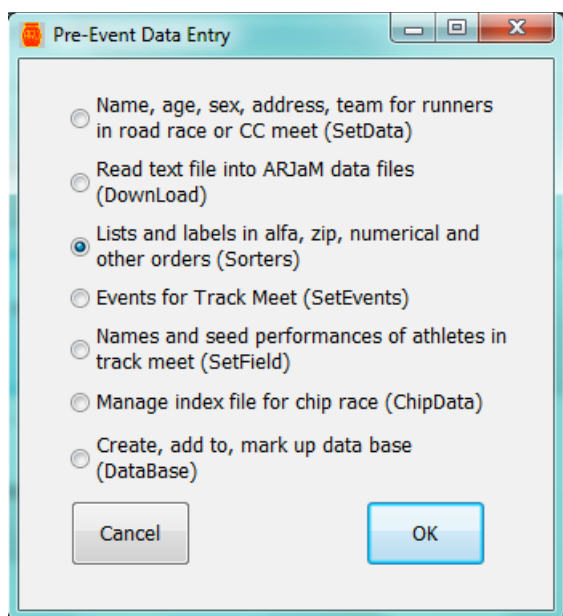 Pre-Event Data Entry
Name, age, sex, address, team for runners
in road race or CC meet (SetData)
Read text file into ARJaM data files
(DownLoad)
Lists and labels in alfa, zip, numerical and
other orders (Sorters)
Events for Track Meet (SetEvents)
Names and seed performances of athletes in
track meet (SetField)
Manage index file for chip race (ChipData)
Create, add to, mark up data base
(DataBase)
Cancel
OK